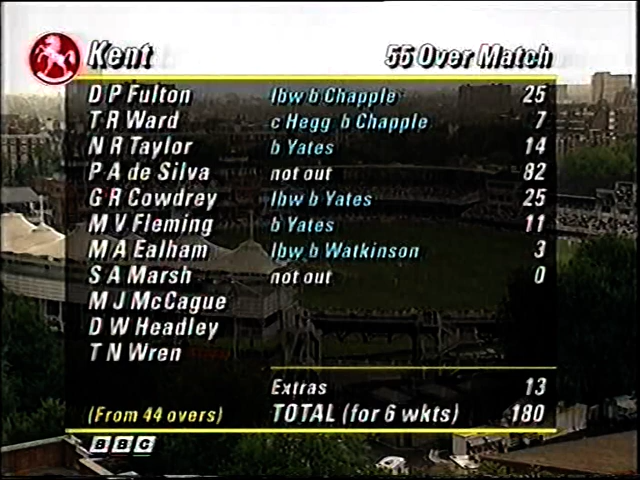 Kent 55 Over Match
D P Fulton lbw b Chapple 25
T R Ward c Hegg b Chapple 7
N R Taylor b Yates 14
P A de Silva not out 82
G R Cowdrey lbw b Yates 25
M V Fleming b Yates 11
M A Ealham lbw b Watkinson 3
S A Marsh not out 0
M J McCague
D W Headley
T N Wren
Extras 13
(From 44 overs) TOTAL (for 6 wkts) 180
BBC